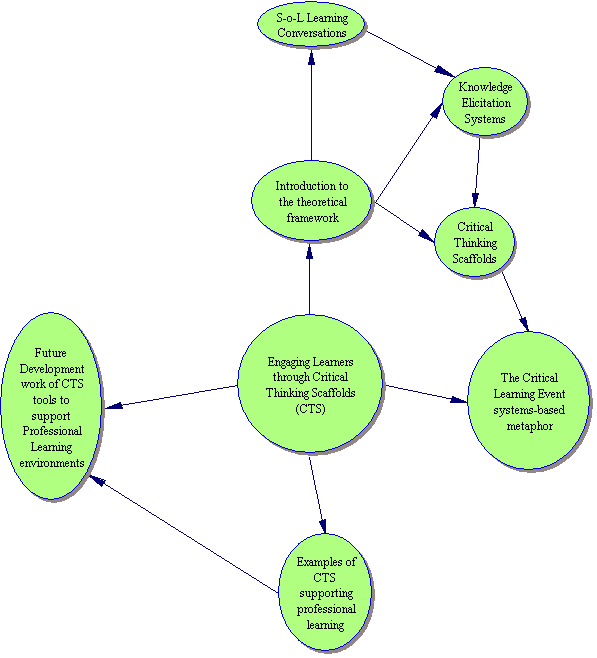 S-o-L Learning
Conversations
Knowledge
Elicitation
Systems
Introduction to
the theoretical
framework
Critical
Thinking
Scaffolds
Future
Development
work of CTS
tools to
support
Professional
Learning
environments
Engaging Learners
through Critical
Thinking Scaffolds
(CTS)
The Critical
Learning Event
systems-based
metaphor
Examples of
CTS
supporting
professional
learning